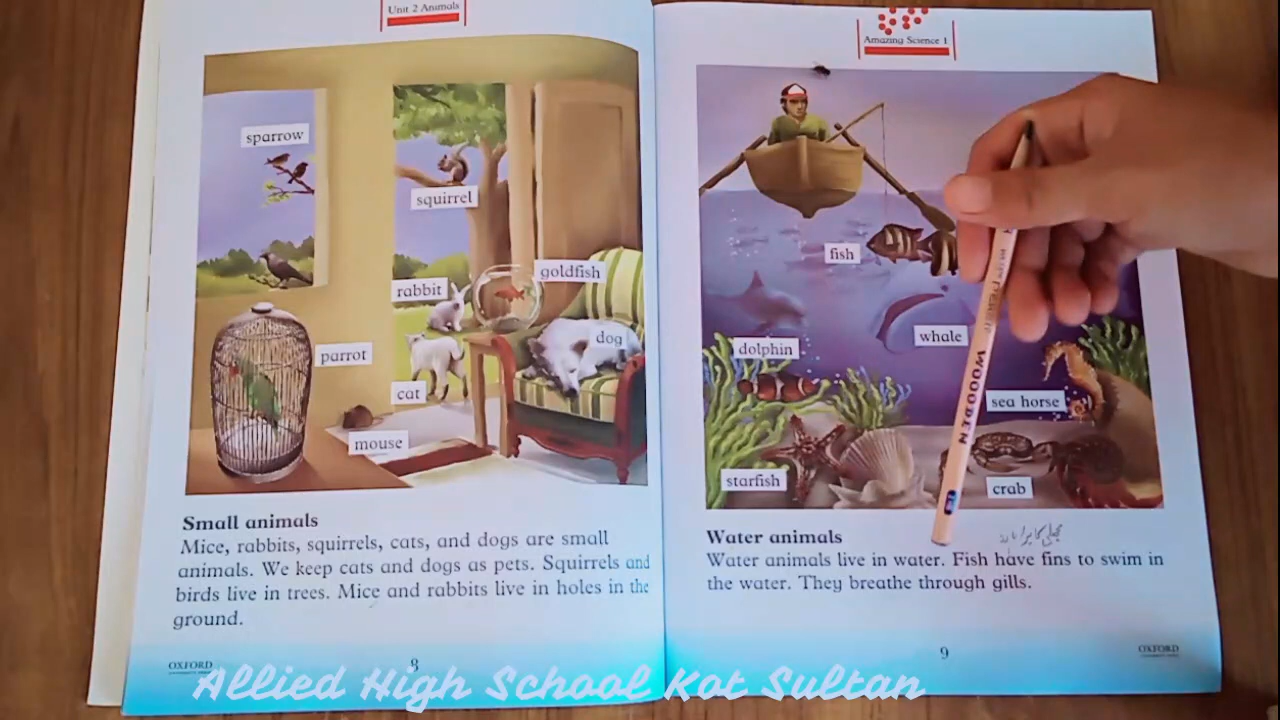 Unit 2 Animals
sparrow
squirrel
goldfish
rabbit
dog
parrot
cat
mouse
Small animals
Mice, rabbits, squirrels, cats, and dogs are small
animals. We keep cats and dogs as pets. Squirrels and
birds live in trees. Mice and rabbits live in holes in the
ground.
OXFORD
8
Amazing Science 1
fish
whale
dolphin
sea horse
starfish
crab
Water animals
Water animals live in water. Fish have fins to swim in
the water. They breathe through gills.
9
OXFORD
WOODEN
Allied High School Kot Sultan